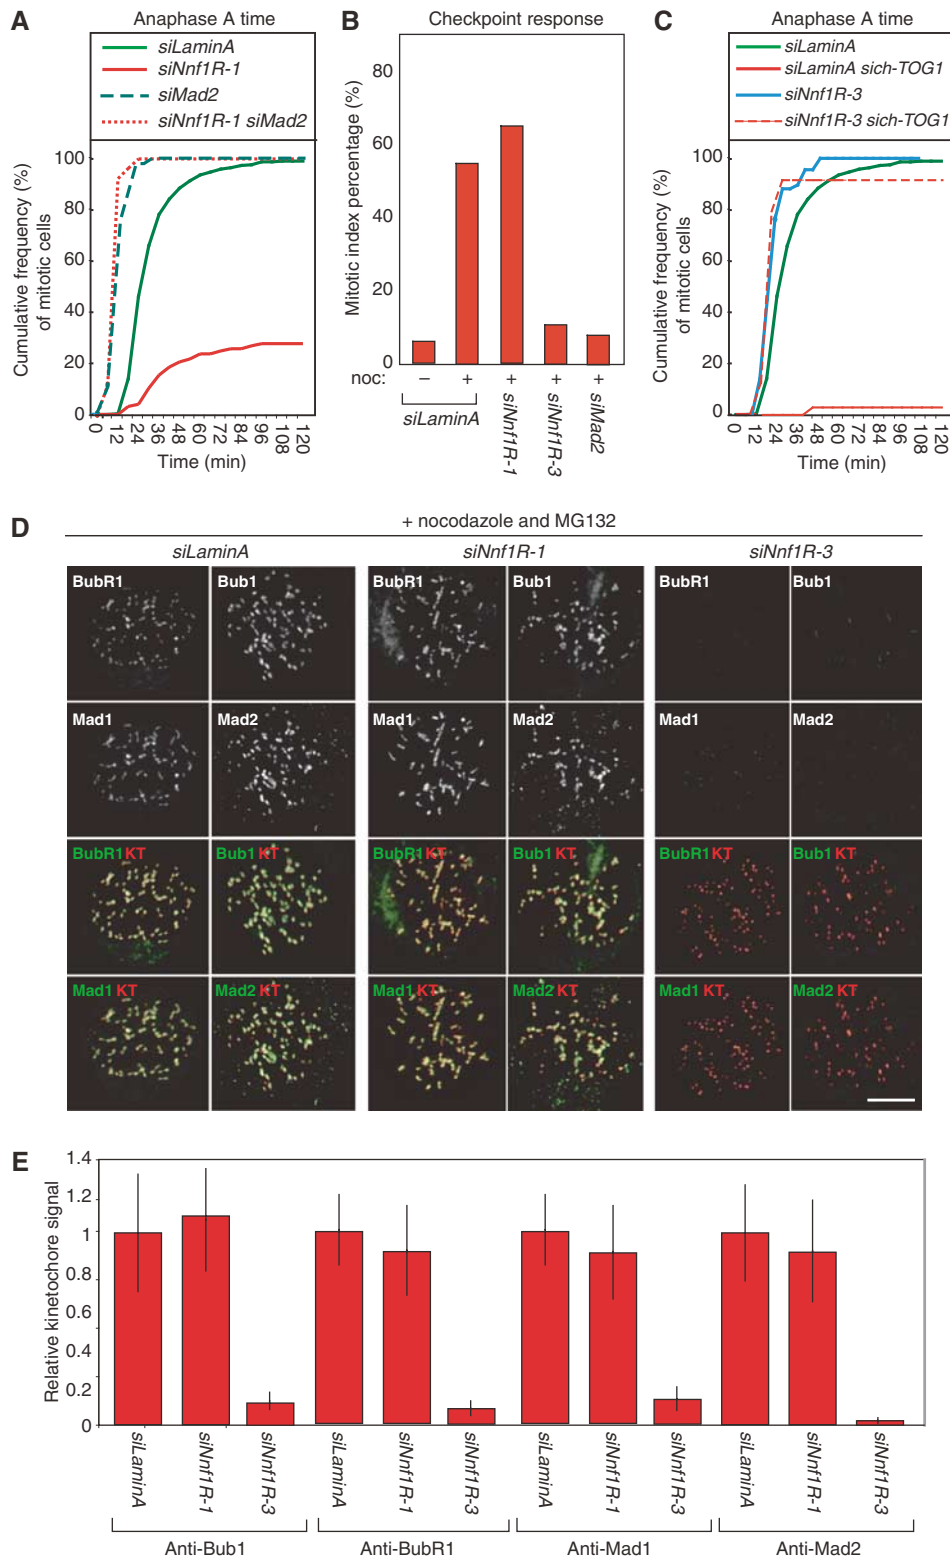 A
Anaphase A time
siLaminA
siNnf1R-1
siMad2
siNnf1R-1 siMad2
Cumulative frequency (%)
of mitotic cells
100
80
60
40
20
0
0 12 24 36 48 60 72 84 96 108 120
Time (min)
B
Checkpoint response
Mitotic index percentage (%)
80
60
40
20
0
noc: – + + + +
siLaminA
siNnf1R-1
siNnf1R-3
siMad2
C
Anaphase A time
siLaminA
siLaminA sich-TOG1
siNnf1R-3
siNnf1R-3 sich-TOG1
Cumulative frequency (%)
of mitotic cells
100
80
60
40
20
0
0 12 24 36 48 60 72 84 96 108 120
Time (min)
D
+ nocodazole and MG132
siLaminA siNnf1R-1 siNnf1R-3
BubR1 Bub1 BubR1 Bub1 BubR1 Bub1
Mad1 Mad2 Mad1 Mad2 Mad1 Mad2
BubR1 KT Bub1 KT BubR1 KT Bub1 KT BubR1 KT Bub1 KT
Mad1 KT Mad2 KT Mad1 KT Mad2 KT Mad1 KT Mad2 KT
E
Relative kinetochore signal
1.4
1.2
1
0.8
0.6
0.4
0.2
0
siLaminA siNnf1R-1 siNnf1R-3 siLaminA siNnf1R-1 siNnf1R-3 siLaminA siNnf1R-1 siNnf1R-3 siLaminA siNnf1R-1 siNnf1R-3
Anti-Bub1 Anti-BubR1 Anti-Mad1 Anti-Mad2